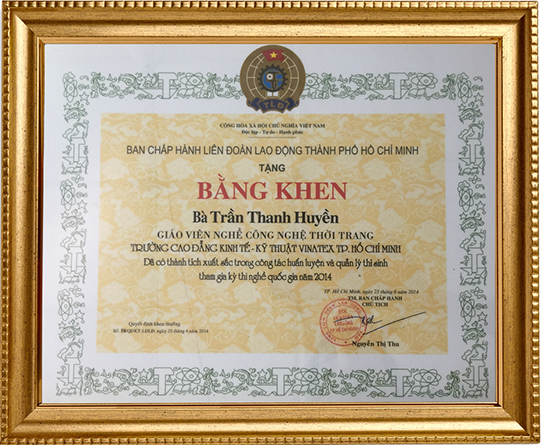 TLĐ
CỘNG HÒA XÃ HỘI CHỦ NGHĨA VIỆT NAM
Độc lập - Tự do - Hạnh phúc
BAN CHẤP HÀNH LIÊN ĐOÀN LAO ĐỘNG THÀNH PHỐ HỒ CHÍ MINH
TẶNG
BẰNG KHEN
Bà Trần Thanh Huyền
GIÁO VIÊN NGHỀ CÔNG NGHỆ THỜI TRANG
TRƯỜNG CAO ĐẲNG KINH TẾ - KỸ THUẬT VINATEX TP. HỒ CHÍ MINH
Đã có thành tích xuất sắc trong công tác huấn luyện và quản lý thí sinh
tham gia kỳ thi nghề quốc gia năm 2014
TP. Hồ Chí Minh, ngày 25 tháng 6 năm 2014
TM. BAN CHẤP HÀNH
CHỦ TỊCH
Quyết định khen thưởng
LĐLĐ, ngày 25 tháng 6 năm 2014
Nguyễn Thị Thu